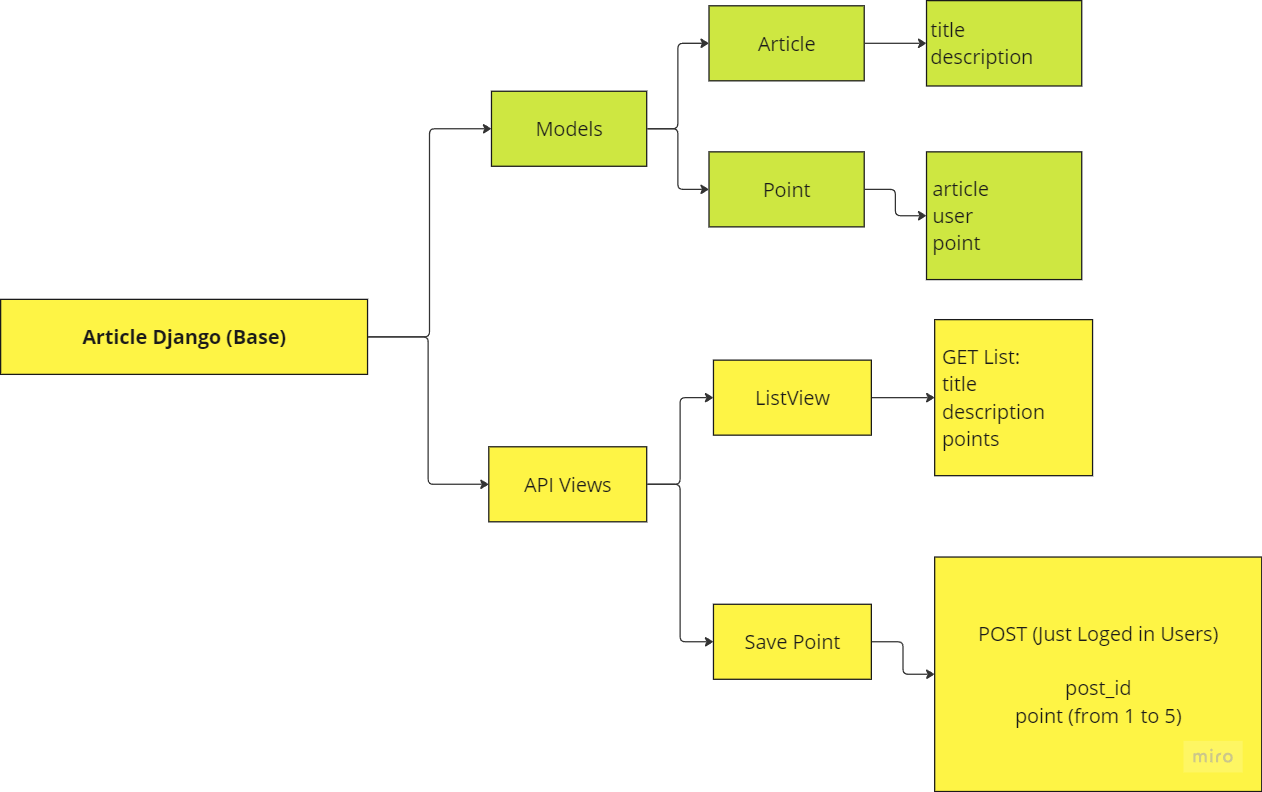 Article Django (Base)
Models
Article
title
description
Point
article
user
point
API Views
ListView
GET List:
title
description
points
Save Point
POST (Just Loged in Users)
post_id
point (from 1 to 5)
miro